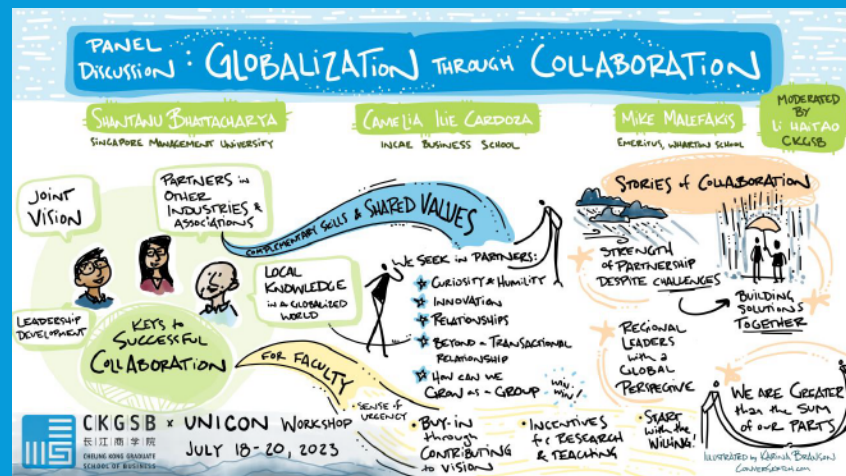 PANEL
DISCUSSION: GLOBALIZATION THROUGH COLLABORATION
SHANTANU BHATTACHARYA
SINGAPORE MANAGEMENT UNIVERSITY
CAMELIA ILIE CARDOZA
INCAE BUSINESS SCHOOL
MIKE MALEFAKIS
EMERITUS, WHARTON SCHOOL
MODERATED
BY
LI HAITAO
CKGSB
JOINT
VISION
PARTNERS IN
OTHER
INDUSTRIES &
ASSOCIATIONS
LOCAL
KNOWLEDGE
IN A GLOBALIZED
WORLD
LEADERSHIP
DEVELOPMENT
KEYS TO
SUCCESSFUL
COLLABORATION
COMPLEMENTARY SKILLS & SHARED VALUES
WE SEEK IN PARTNERS:
CURIOSITY & HUMILITY
INNOVATION
RELATIONSHIPS
BEYOND A TRANSACTIONAL
RELATIONSHIP
HOW CAN WE
GROW AS A GROUP
WIN-WIN!
STORIES OF COLLABORATION
STRENGTH
OF PARTNERSHIP
DESPITE CHALLENGES
BUILDING
SOLUTIONS
TOGETHER
REGIONAL
LEADERS
WITH A
GLOBAL
PERSPECTIVE
WE ARE GREATER
THAN THE SUM
OF OUR PARTS
FOR FACULTY
SENSE OF
URGENCY
• BUY-IN
THROUGH
CONTRIBUTING
TO VISION
• INCENTIVES
FOR RESEARCH
& TEACHING
• START
WITH THE
WILLING!
CKGSB × UNICON WORKSHOP
长江商学院
CHEUNG KONG GRADUATE
SCHOOL OF BUSINESS
JULY 18-20, 2023
ILLUSTRATED BY KARINA BRANSON
CONVERSKETCH.COM